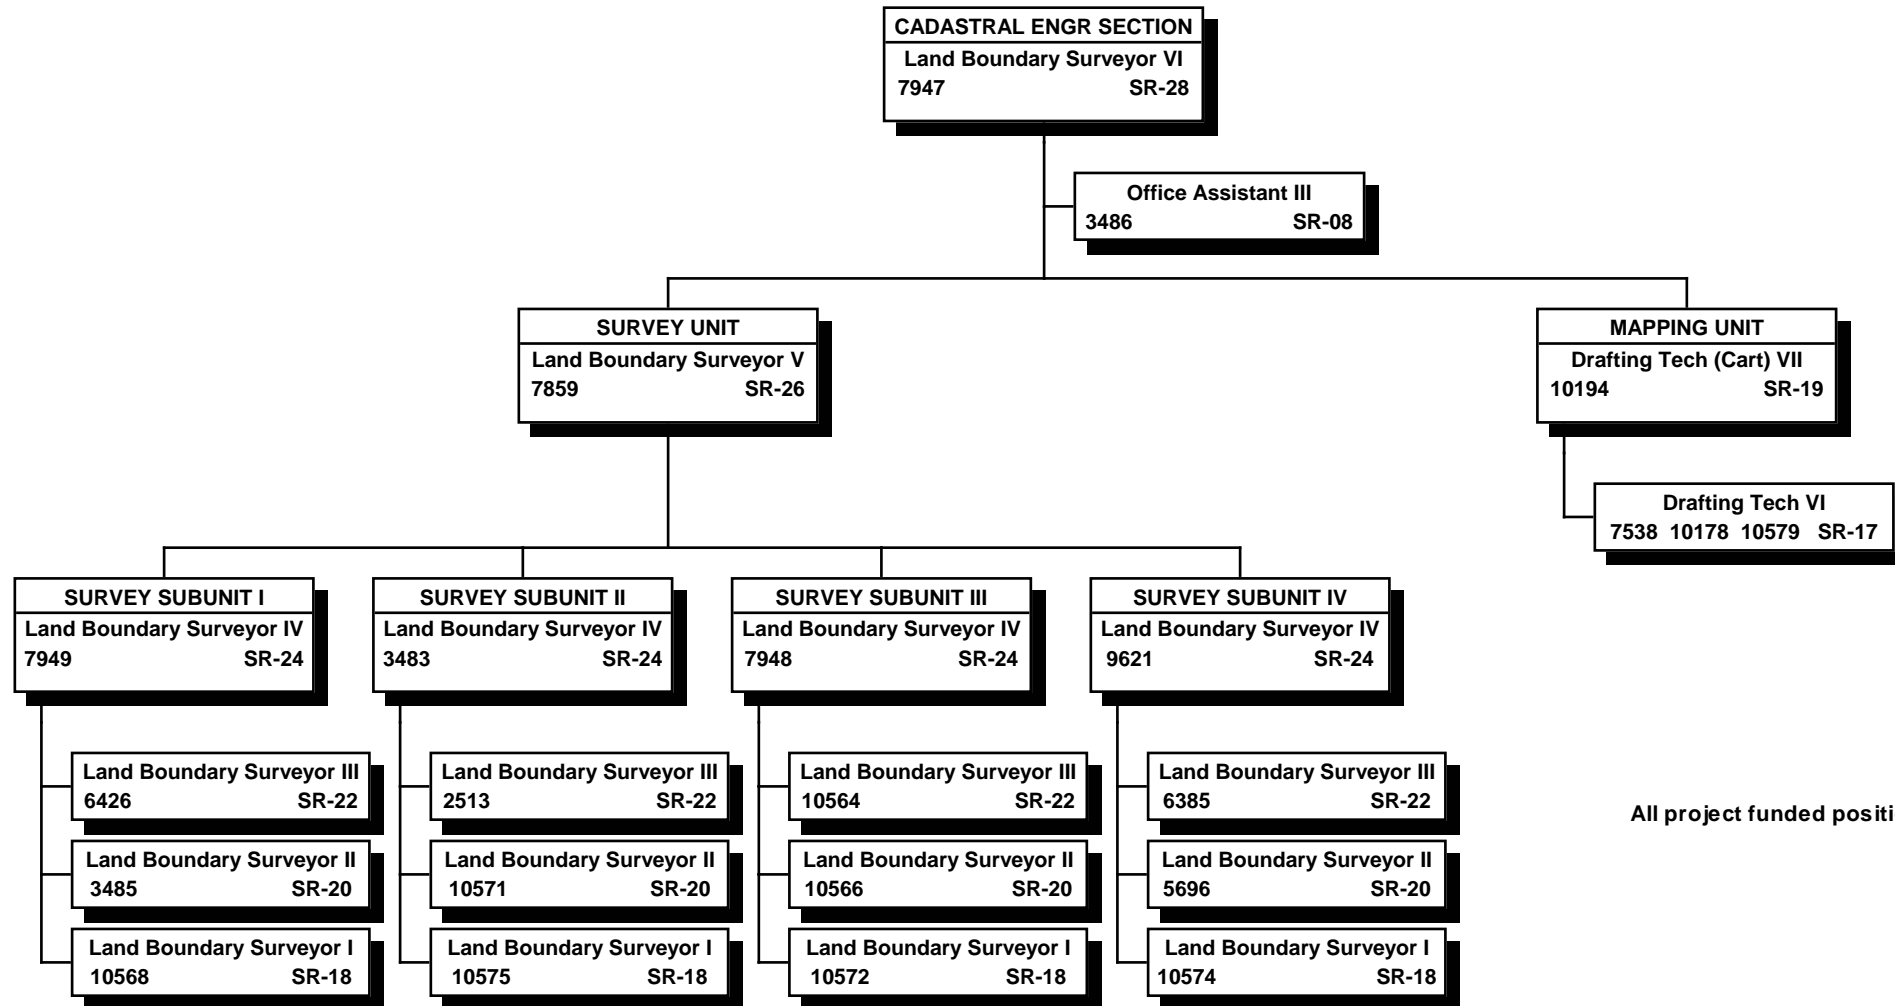 CADASTRAL ENGR SECTION
Land Boundary Surveyor VI
7947 SR-28
Office Assistant III
3486 SR-08
SURVEY UNIT
Land Boundary Surveyor V
7859 SR-26
MAPPING UNIT
Drafting Tech (Cart) VII
10194 SR-19
Drafting Tech VI
7538 10178 10579 SR-17
SURVEY SUBUNIT I
Land Boundary Surveyor IV
7949 SR-24
Land Boundary Surveyor III
6426 SR-22
Land Boundary Surveyor II
3485 SR-20
Land Boundary Surveyor I
10568 SR-18
SURVEY SUBUNIT II
Land Boundary Surveyor IV
3483 SR-24
Land Boundary Surveyor III
2513 SR-22
Land Boundary Surveyor II
10571 SR-20
Land Boundary Surveyor I
10575 SR-18
SURVEY SUBUNIT III
Land Boundary Surveyor IV
7948 SR-24
Land Boundary Surveyor III
10564 SR-22
Land Boundary Surveyor II
10566 SR-20
Land Boundary Surveyor I
10572 SR-18
SURVEY SUBUNIT IV
Land Boundary Surveyor IV
9621 SR-24
Land Boundary Surveyor III
6385 SR-22
Land Boundary Surveyor II
5696 SR-20
Land Boundary Surveyor I
10574 SR-18
All project funded positi